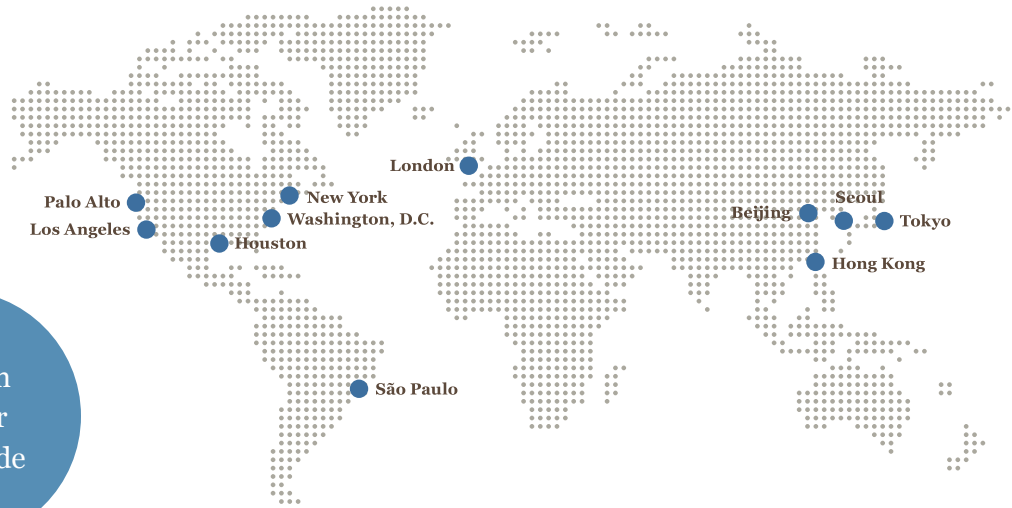 London
Palo Alto
New York
Seoul
Beijing
Washington, D.C.
Tokyo
Los Angeles
Houston
Hong Kong
São Paulo